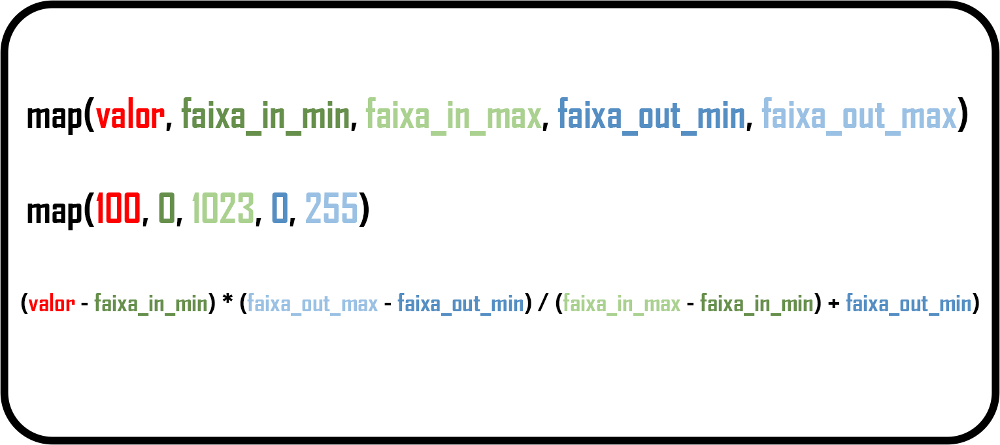 map(valor, faixa_in_min, faixa_in_max, faixa_out_min, faixa_out_max)
map(100, 0, 1023, 0, 255)
(valor - faixa_in_min) * (faixa_out_max - faixa_out_min) / (faixa_in_max - faixa_in_min) + faixa_out_min)